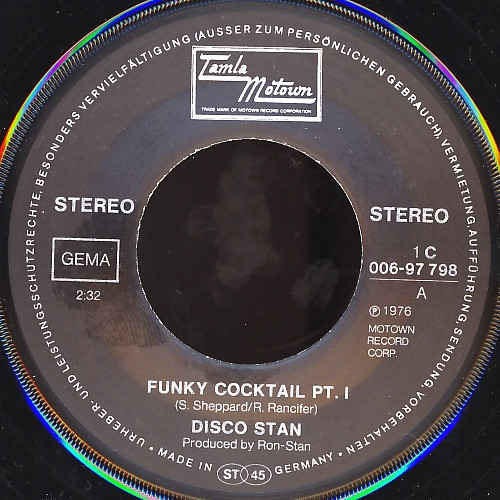 URHEBER- UND LEISTUNGSSCHUTZRECHTE, BESONDERS VERVIELFÄLTIGUNG (AUSSER ZUM PERSÖNLICHEN GEBRAUCH), VERMIETUNG, AUFFÜHRUNG, SENDUNG, VORBEHALTEN
Tamla
Motown
TRADE MARK OF MOTOWN RECORD CORPORATION
STEREO
STEREO
GEMA
2:32
1 C
006-97 798
A
℗ 1976
MOTOWN
RECORD
CORP.
FUNKY COCKTAIL PT. I
(S. Sheppard/R. Rancifer)
DISCO STAN
Produced by Ron-Stan
• MADE IN ST 45 GERMANY •